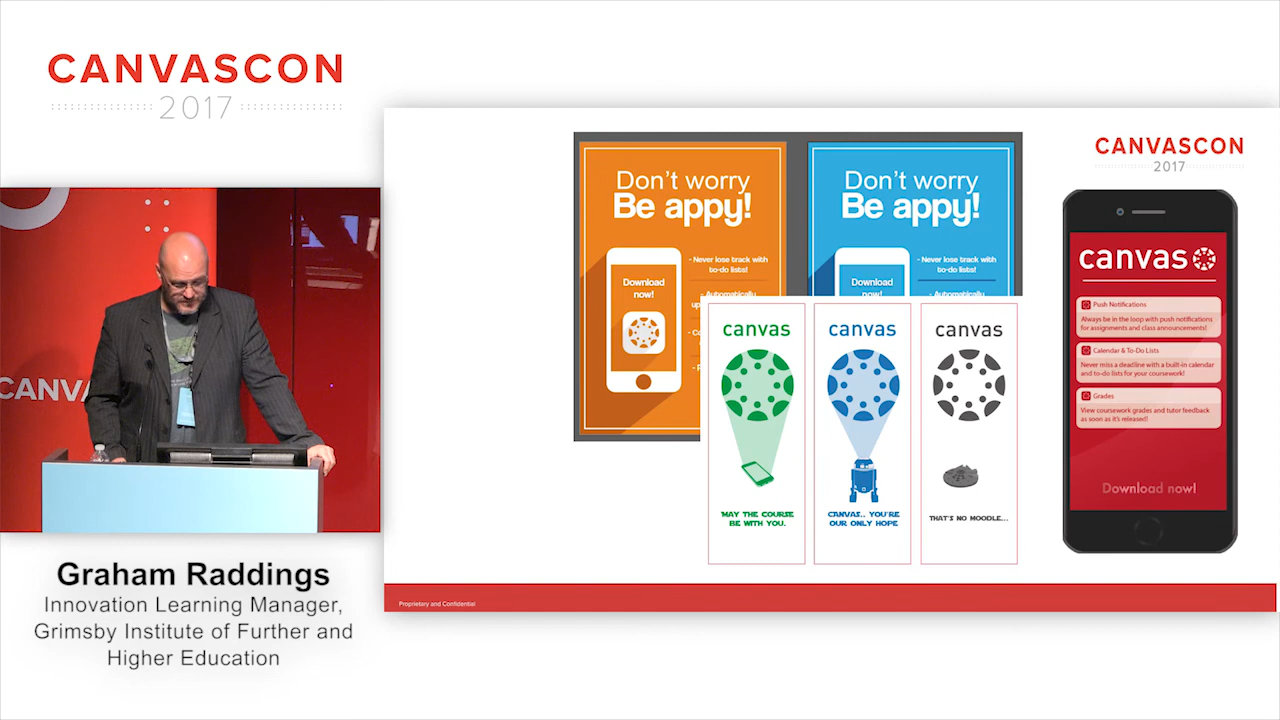 CANVASCON
2017
CANVA
Graham Raddings
Innovation Learning Manager,
Grimsby Institute of Further and
Higher Education
Don't worry
Be appy!
Download
now!
- Never lose track with
to-do lists!
- Automatically
Don't worry
Be appy!
Download
now!
- Never lose track with
to-do lists!
- Automatically
canvas
MAY THE COURSE
BE WITH YOU.
canvas
CANVAS.. YOU'RE
OUR ONLY HOPE
canvas
THAT'S NO MOODLE...
CANVASCON
2017
canvas
Push Notifications
Always be in the loop with push notifications
for assignments and class announcements!
Calendar & To-Do Lists
Never miss a deadline with a built-in calendar
and to-do lists for your coursework!
Grades
View coursework grades and tutor feedback
as soon as it's released!!
Download now!
Proprietary and Confidential